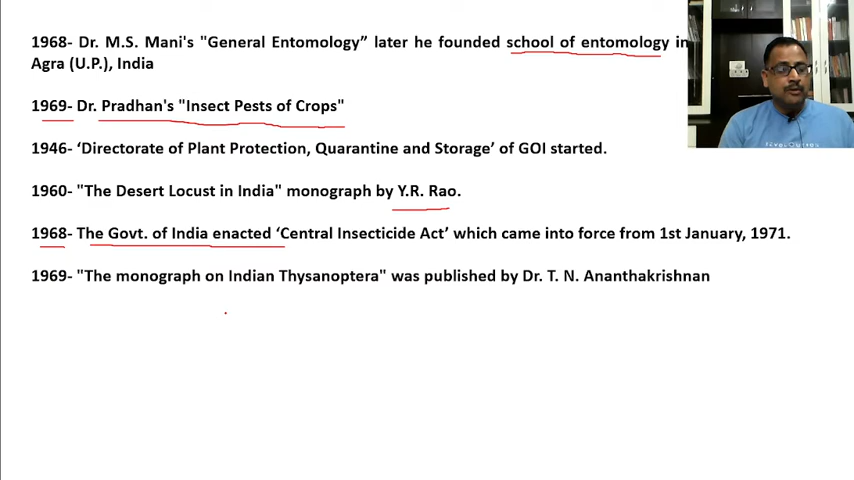 1968- Dr. M.S. Mani's "General Entomology” later he founded school of entomology in
Agra (U.P.), India
1969- Dr. Pradhan's "Insect Pests of Crops"
1946- ‘Directorate of Plant Protection, Quarantine and Storage’ of GOI started.
1960- "The Desert Locust in India" monograph by Y.R. Rao.
1968- The Govt. of India enacted ‘Central Insecticide Act’ which came into force from 1st January, 1971.
1969- "The monograph on Indian Thysanoptera" was published by Dr. T. N. Ananthakrishnan